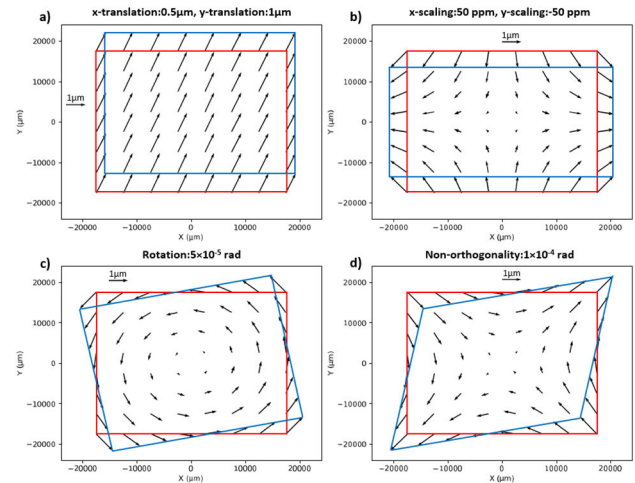 a)
x-translation:0.5μm, y-translation:1μm
20000
10000
0
−10000
−20000
Y (μm)
1μm
−20000 −10000 0 10000 20000
X (μm)
b)
x-scaling:50 ppm, y-scaling:-50 ppm
1μm
20000
10000
0
−10000
−20000
Y (μm)
−20000 −10000 0 10000 20000
X (μm)
c)
Rotation:5×10⁻⁵ rad
1μm
20000
10000
0
−10000
−20000
Y (μm)
−20000 −10000 0 10000 20000
X (μm)
d)
Non-orthogonality:1×10⁻⁴ rad
1μm
20000
10000
0
−10000
−20000
Y (μm)
−20000 −10000 0 10000 20000
X (μm)